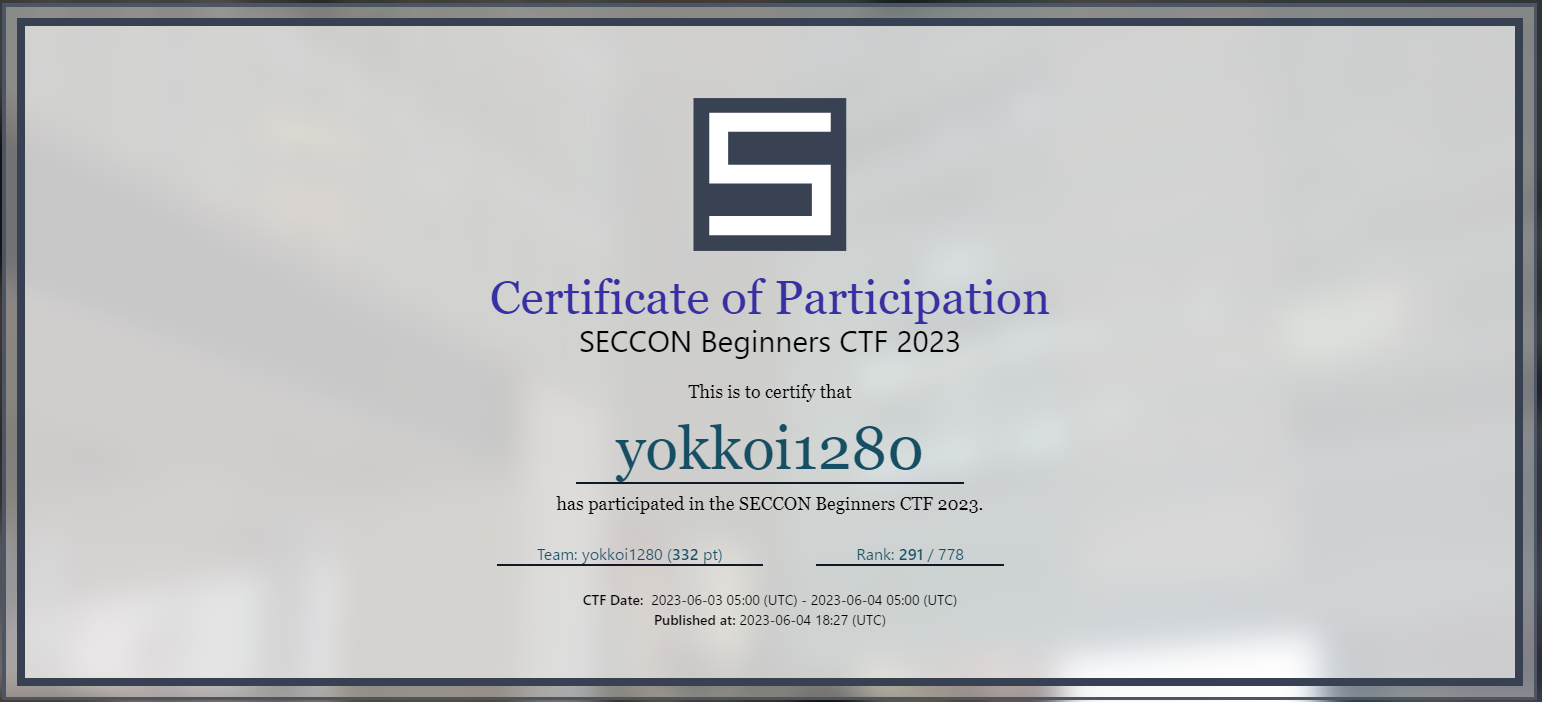 S
Certificate of Participation
SECCON Beginners CTF 2023
This is to certify that
yokkoi1280
has participated in the SECCON Beginners CTF 2023.
Team: yokkoi1280 (332 pt) Rank: 291 / 778
CTF Date: 2023-06-03 05:00 (UTC) - 2023-06-04 05:00 (UTC)
Published at: 2023-06-04 18:27 (UTC)